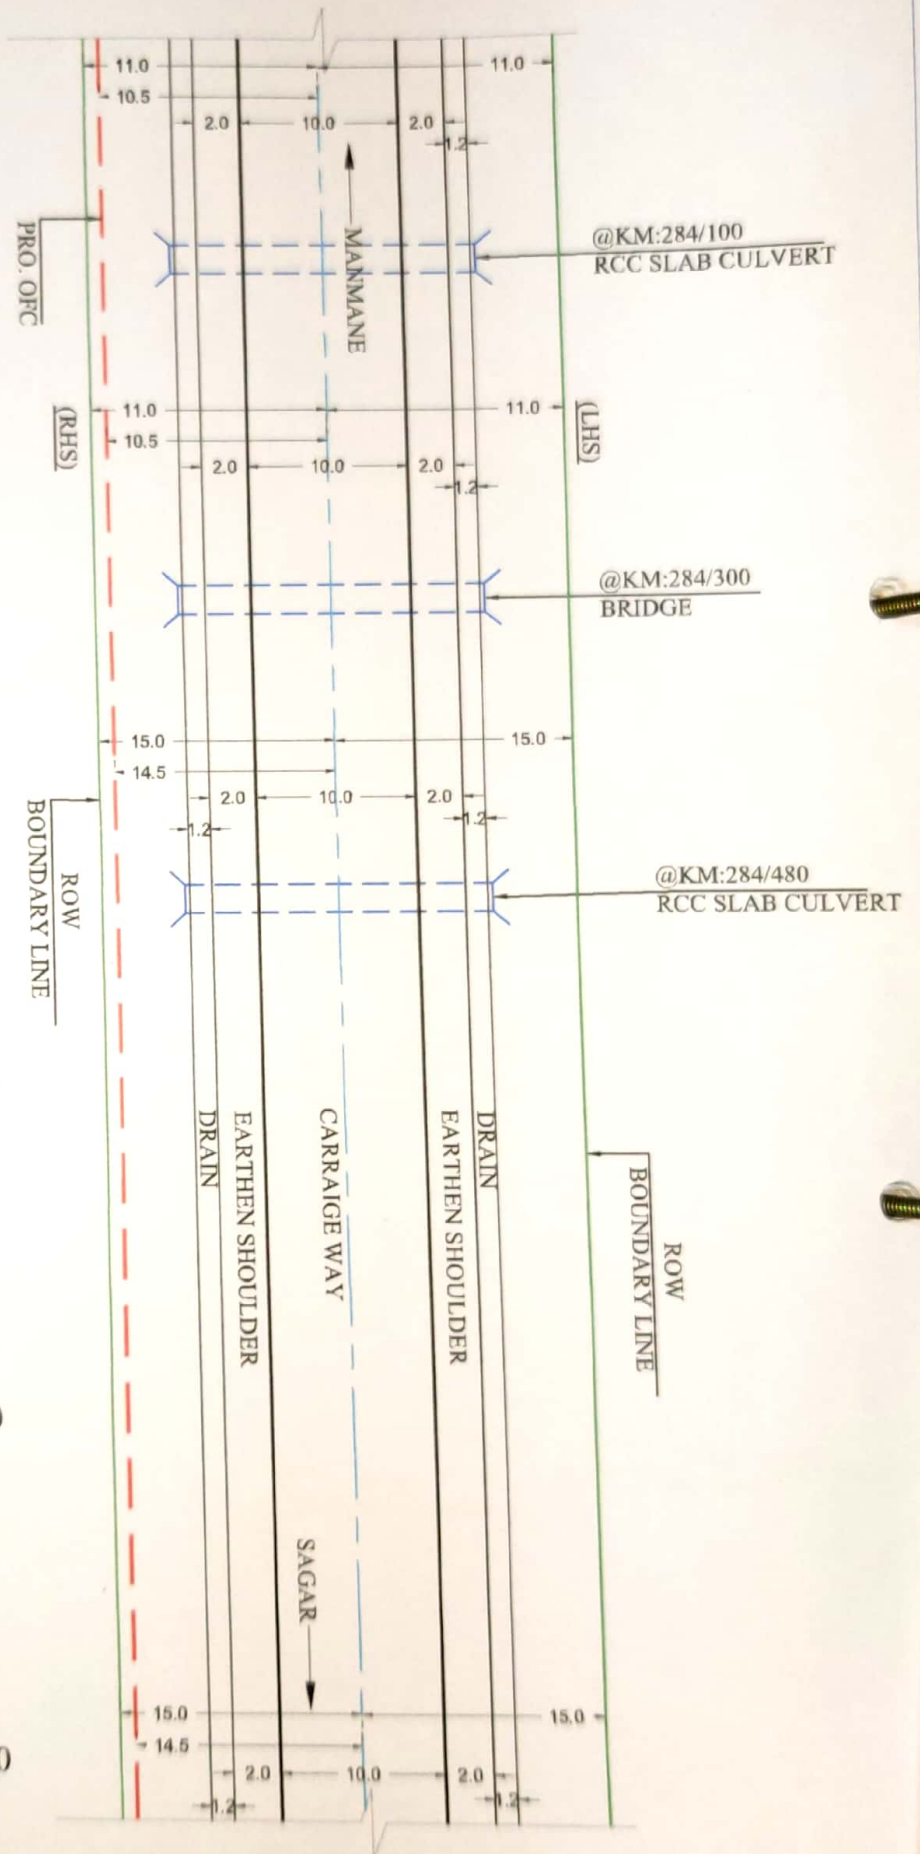 11.0
11.0
10.5
2.0
10.0
2.0
1.2
@KM:284/100
RCC SLAB CULVERT
MANMANE
PRO. OFC
11.0
11.0
(LHS)
(RHS)
10.5
2.0
10.0
2.0
1.2
@KM:284/300
BRIDGE
15.0
15.0
14.5
2.0
10.0
2.0
1.2
1.2
@KM:284/480
RCC SLAB CULVERT
ROW
BOUNDARY LINE
DRAIN
EARTHEN SHOULDER
CARRAIGE WAY
EARTHEN SHOULDER
DRAIN
ROW
BOUNDARY LINE
SAGAR
15.0
15.0
14.5
2.0
10.0
2.0
1.2
1.2